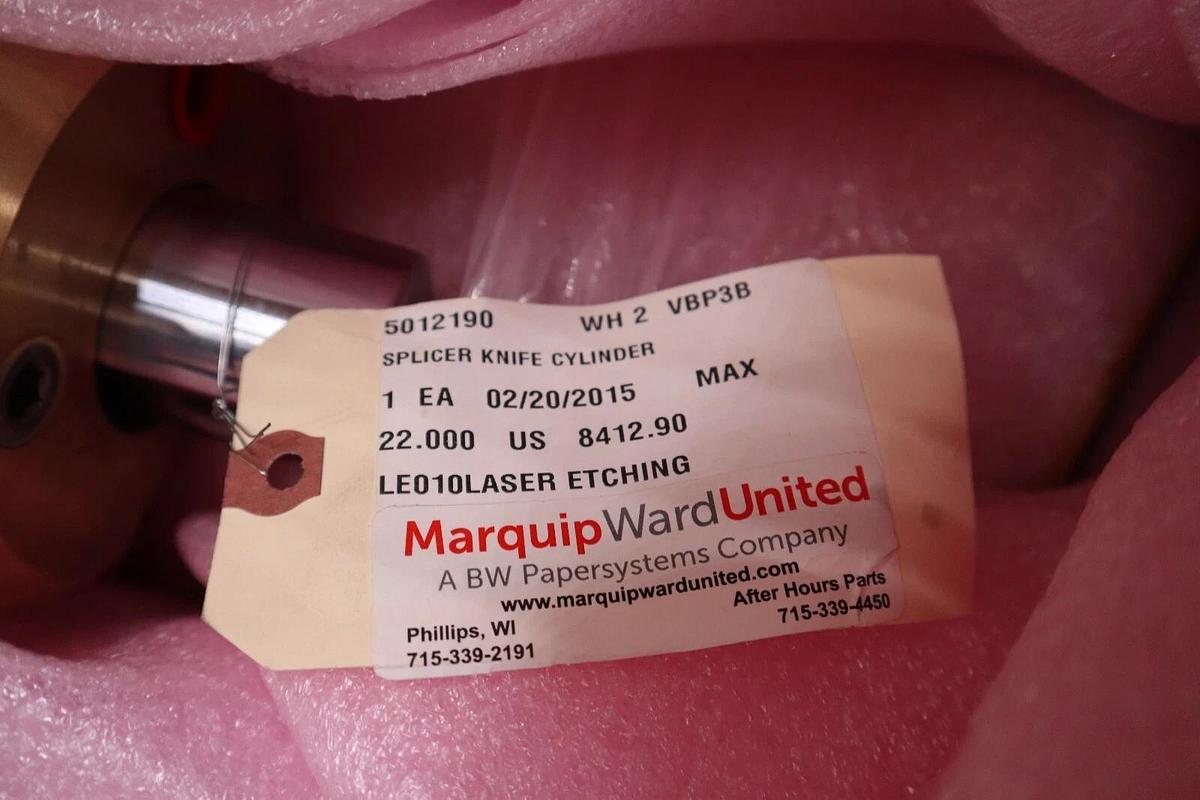 5012190 WH 2 VBP3B
SPLICER KNIFE CYLINDER
1 EA 02/20/2015 MAX
22.000 US 8412.90
LE010LASER ETCHING
MarquipWardUnited
A BW Papersystems Company
www.marquipwardunited.com
Phillips, WI
715-339-2191
After Hours Parts
715-339-4450